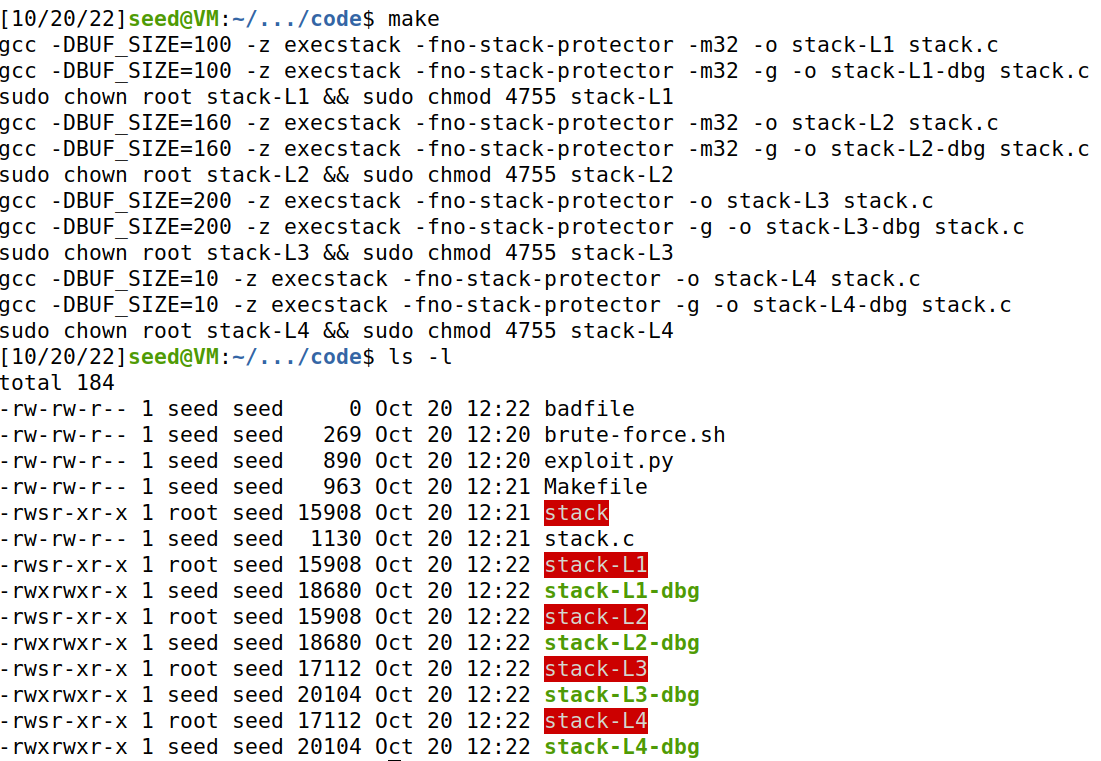 [10/20/22]seed@VM:~/.../code$ make
gcc -DBUF_SIZE=100 -z execstack -fno-stack-protector -m32 -o stack-L1 stack.c
gcc -DBUF_SIZE=100 -z execstack -fno-stack-protector -m32 -g -o stack-L1-dbg stack.c
sudo chown root stack-L1 && sudo chmod 4755 stack-L1
gcc -DBUF_SIZE=160 -z execstack -fno-stack-protector -m32 -o stack-L2 stack.c
gcc -DBUF_SIZE=160 -z execstack -fno-stack-protector -m32 -g -o stack-L2-dbg stack.c
sudo chown root stack-L2 && sudo chmod 4755 stack-L2
gcc -DBUF_SIZE=200 -z execstack -fno-stack-protector -o stack-L3 stack.c
gcc -DBUF_SIZE=200 -z execstack -fno-stack-protector -g -o stack-L3-dbg stack.c
sudo chown root stack-L3 && sudo chmod 4755 stack-L3
gcc -DBUF_SIZE=10 -z execstack -fno-stack-protector -o stack-L4 stack.c
gcc -DBUF_SIZE=10 -z execstack -fno-stack-protector -g -o stack-L4-dbg stack.c
sudo chown root stack-L4 && sudo chmod 4755 stack-L4
[10/20/22]seed@VM:~/.../code$ ls -l
total 184
-rw-rw-r-- 1 seed seed     0 Oct 20 12:22 badfile
-rw-rw-r-- 1 seed seed   269 Oct 20 12:20 brute-force.sh
-rw-rw-r-- 1 seed seed   890 Oct 20 12:20 exploit.py
-rw-rw-r-- 1 seed seed   963 Oct 20 12:21 Makefile
-rwsr-xr-x 1 root seed 15908 Oct 20 12:21 stack
-rw-rw-r-- 1 seed seed  1130 Oct 20 12:21 stack.c
-rwsr-xr-x 1 root seed 15908 Oct 20 12:22 stack-L1
-rwxrwxr-x 1 seed seed 18680 Oct 20 12:22 stack-L1-dbg
-rwsr-xr-x 1 root seed 15908 Oct 20 12:22 stack-L2
-rwxrwxr-x 1 seed seed 18680 Oct 20 12:22 stack-L2-dbg
-rwsr-xr-x 1 root seed 17112 Oct 20 12:22 stack-L3
-rwxrwxr-x 1 seed seed 20104 Oct 20 12:22 stack-L3-dbg
-rwsr-xr-x 1 root seed 17112 Oct 20 12:22 stack-L4
-rwxrwxr-x 1 seed seed 20104 Oct 20 12:22 stack-L4-dbg